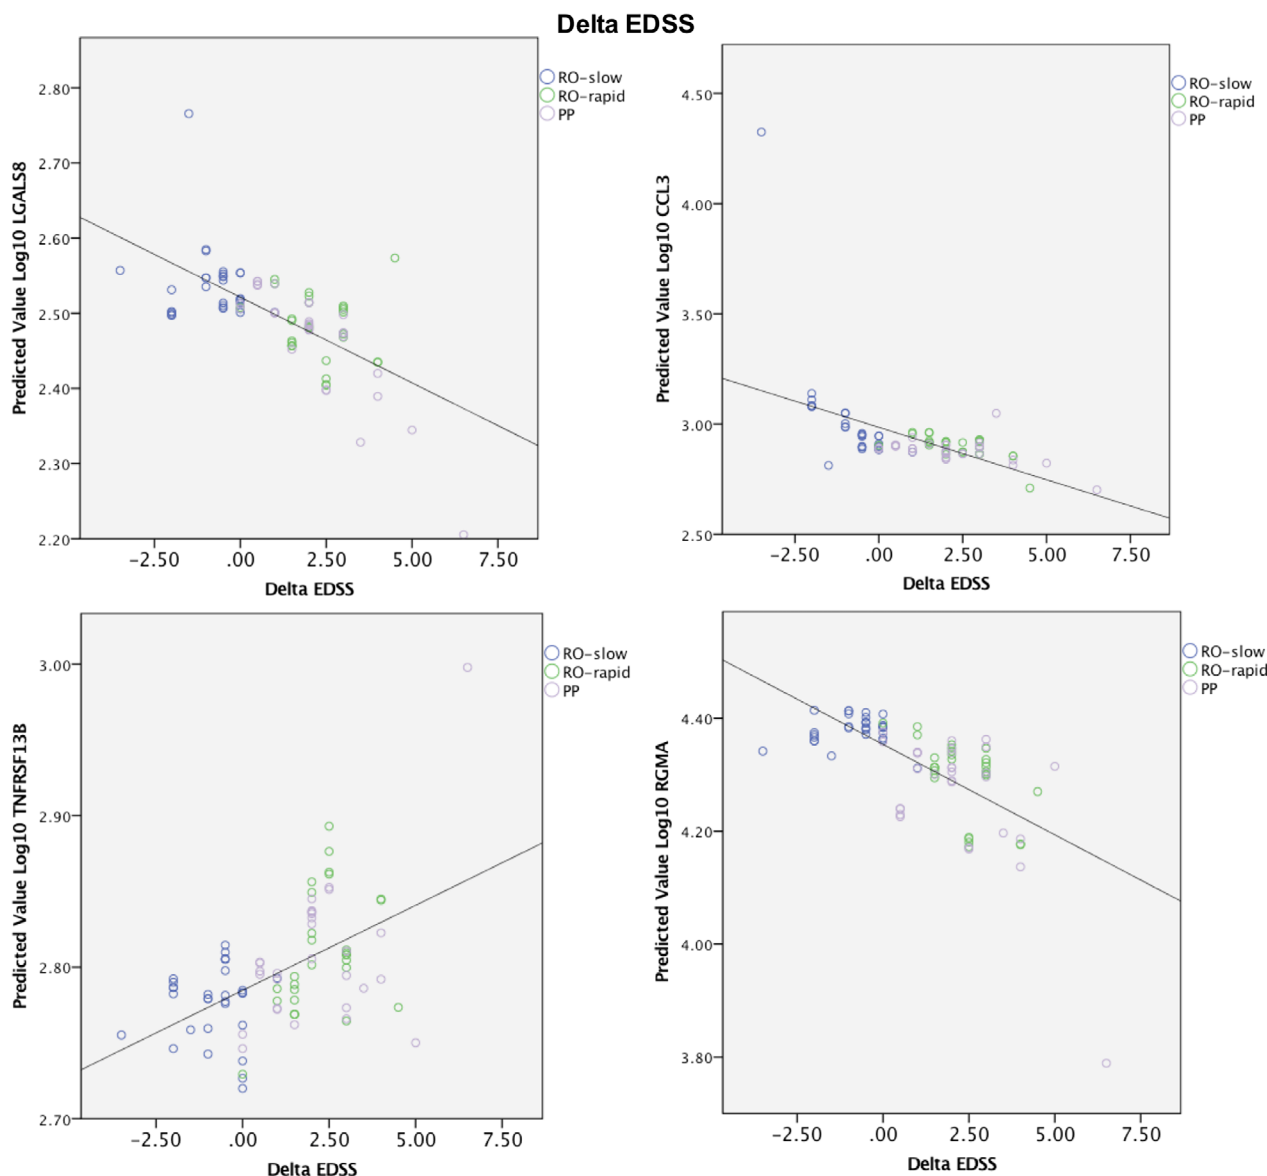 Delta EDSS
Predicted Value Log10 LGALS8
2.80
2.70
2.60
2.50
2.40
2.30
2.20
-2.50 .00 2.50 5.00 7.50
Delta EDSS
RO-slow
RO-rapid
PP
Predicted Value Log10 CCL3
4.50
4.00
3.50
3.00
2.50
-2.50 .00 2.50 5.00 7.50
Delta EDSS
RO-slow
RO-rapid
PP
Predicted Value Log10 TNFRSF13B
3.00
2.90
2.80
2.70
-2.50 .00 2.50 5.00 7.50
Delta EDSS
RO-slow
RO-rapid
PP
Predicted Value Log10 RGMA
4.40
4.20
4.00
3.80
-2.50 .00 2.50 5.00 7.50
Delta EDSS
RO-slow
RO-rapid
PP